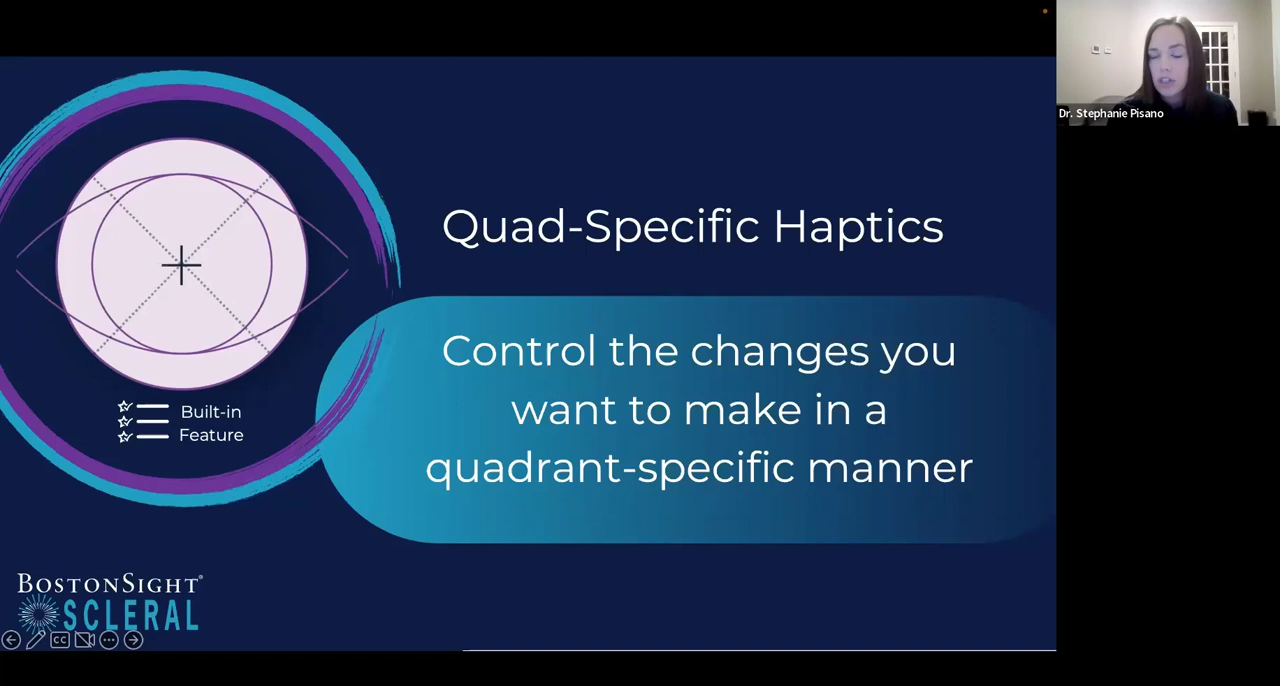 Dr. Stephanie Pisano
Quad-Specific Haptics
Control the changes you
want to make in a
quadrant-specific manner
Built-in
Feature
BOSTONSIGHT®
SCLERAL
CC